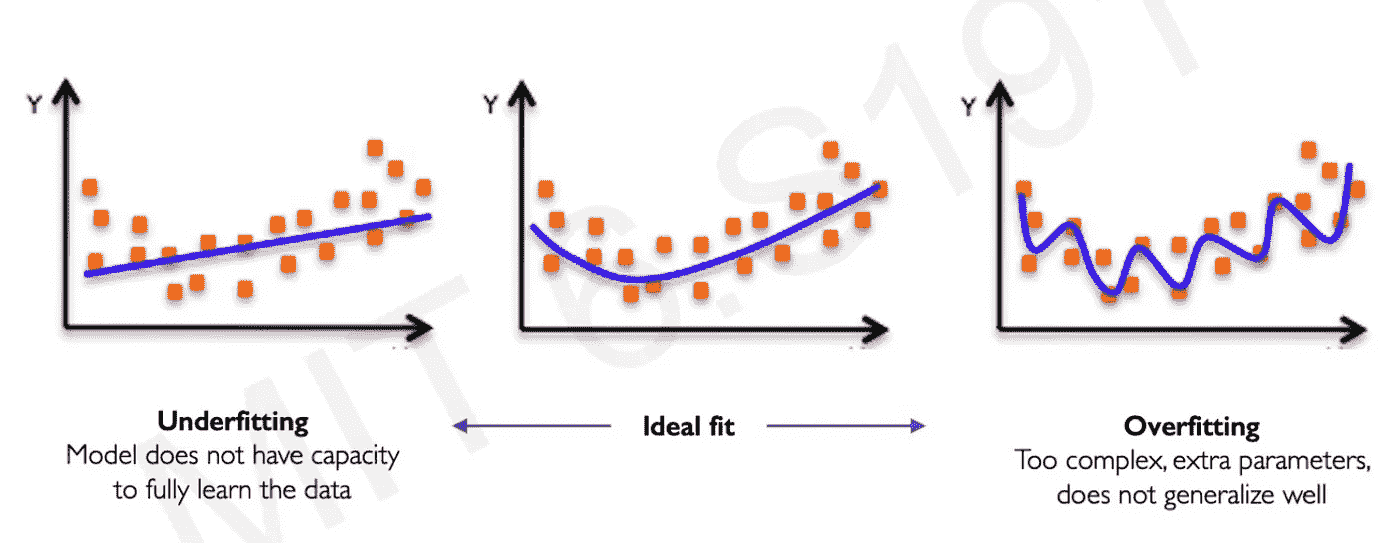 Y
Y
Y
MIT 6.S191
Underfitting
Model does not have capacity
to fully learn the data
Ideal fit
Overfitting
Too complex, extra parameters,
does not generalize well